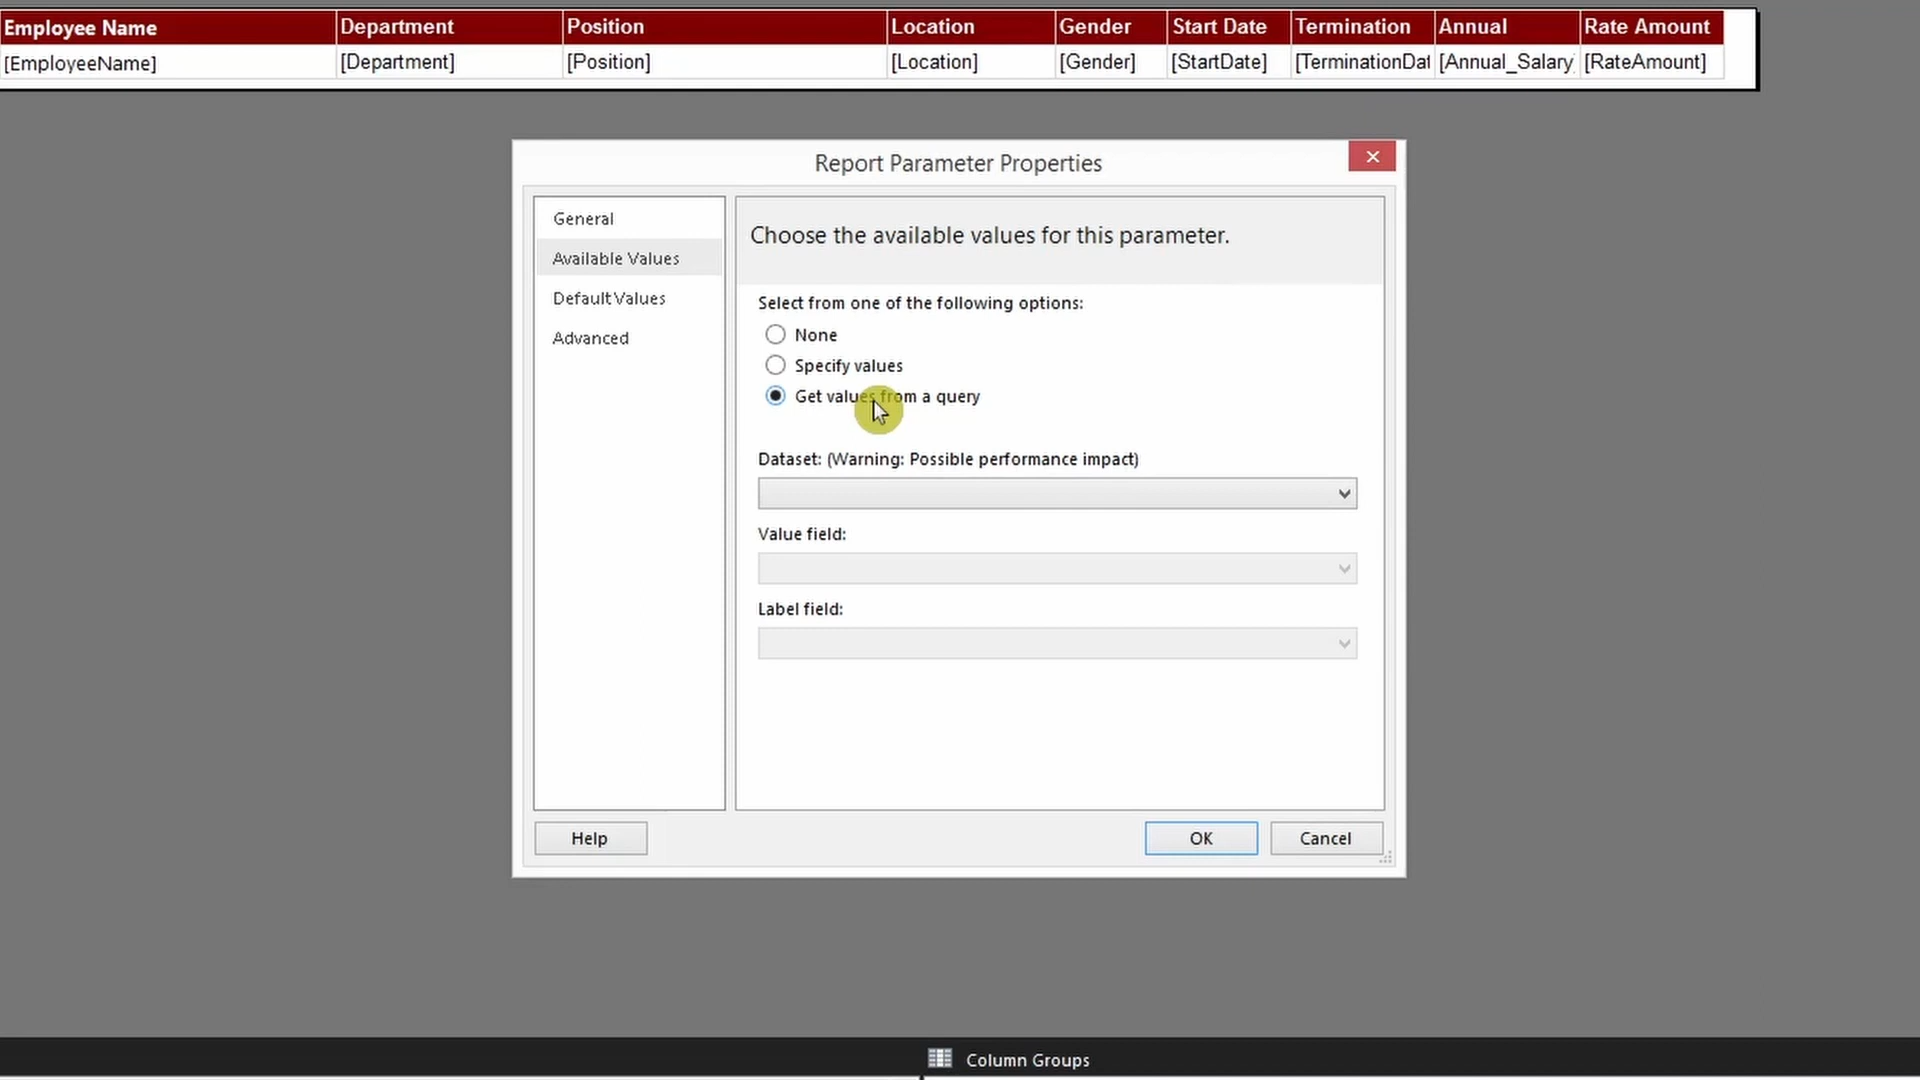 Employee Name Department Position Location Gender Start Date Termination Annual Rate Amount
[EmployeeName] [Department] [Position] [Location] [Gender] [StartDate] [TerminationDat [Annual_Salary [RateAmount]
Report Parameter Properties
General
Available Values
Default Values
Advanced
Choose the available values for this parameter.
Select from one of the following options:
None
Specify values
Get values from a query
Dataset: (Warning: Possible performance impact)
Value field:
Label field:
Help OK Cancel
Column Groups